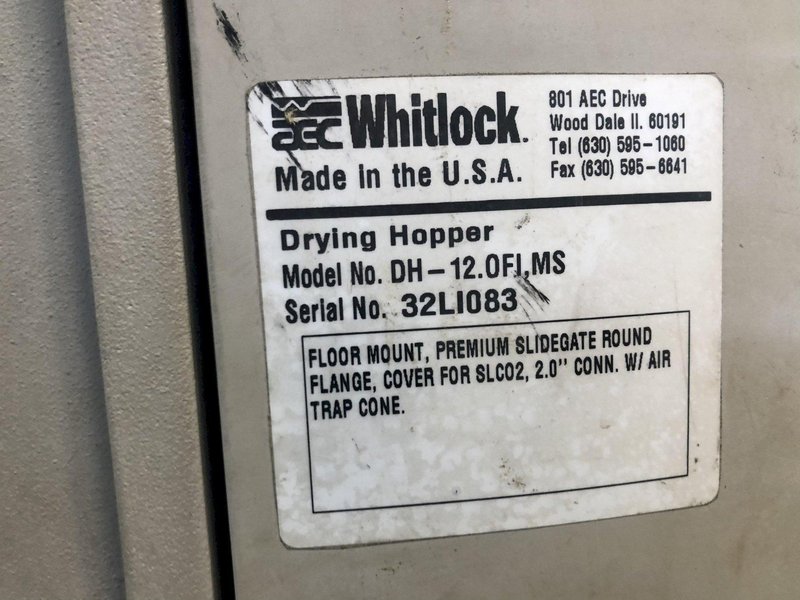 AEC Whitlock.
801 AEC Drive
Wood Dale Il. 60191
Tel (630) 595-1060
Fax (630) 595-6641
Made in the U.S.A.
Drying Hopper
Model No. DH-12.0FI,MS
Serial No. 32LI083
FLOOR MOUNT, PREMIUM SLIDEGATE ROUND
FLANGE, COVER FOR SLCO2, 2.0" CONN. W/ AIR
TRAP CONE.